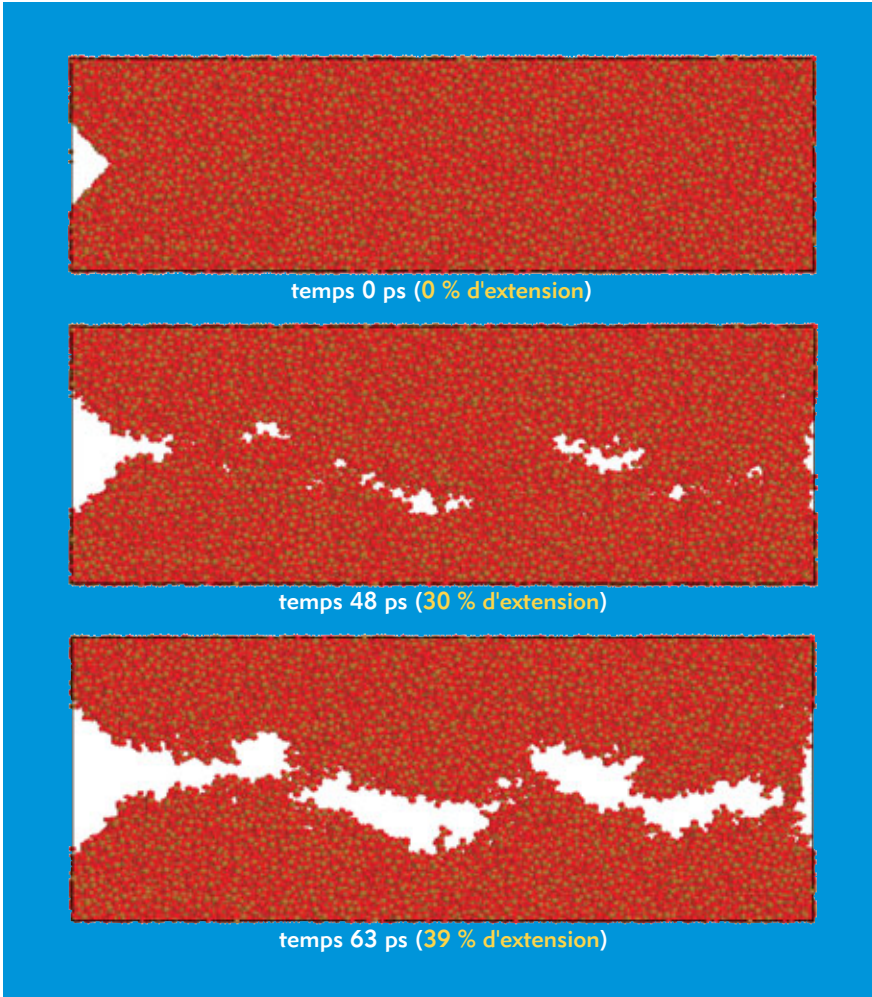 temps 0 ps (0 % d'extension)
temps 48 ps (30 % d'extension)
temps 63 ps (39 % d'extension)